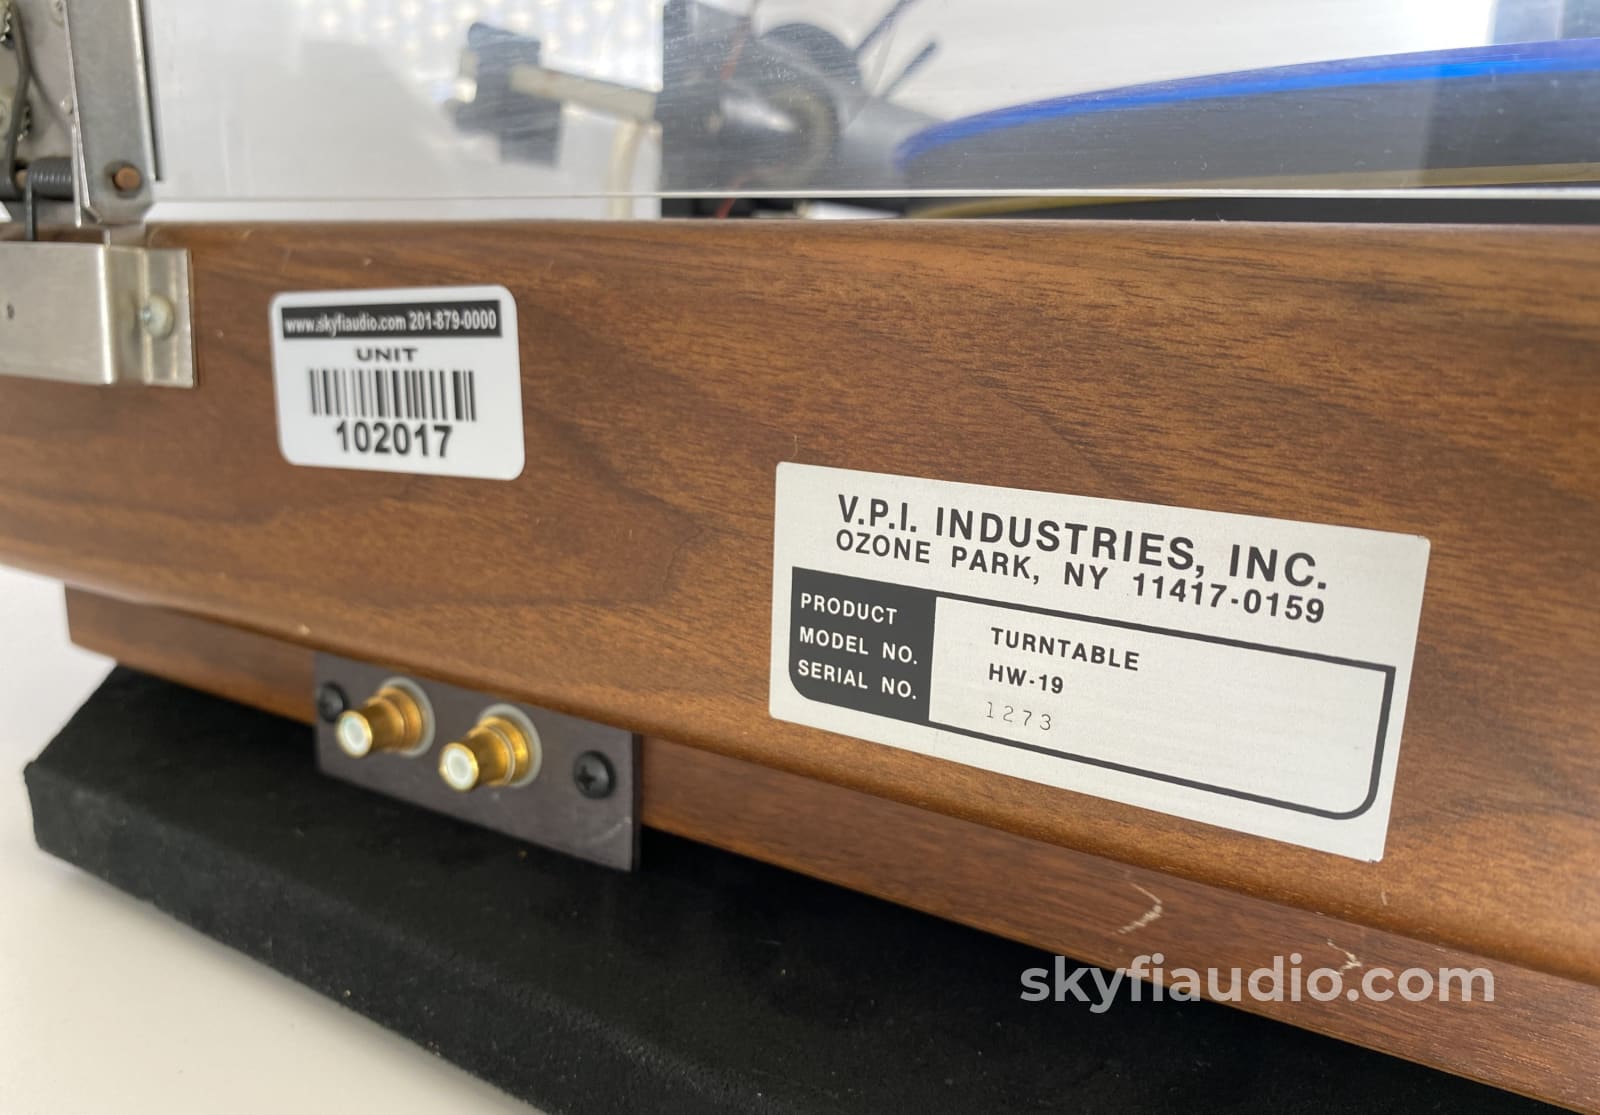 www.skyfiaudio.com 201-879-0000
UNIT
102017
V.P.I. INDUSTRIES, INC.
OZONE PARK, NY 11417-0159
PRODUCT TURNTABLE
MODEL NO. HW-19
SERIAL NO. 1273
skyfiaudio.com